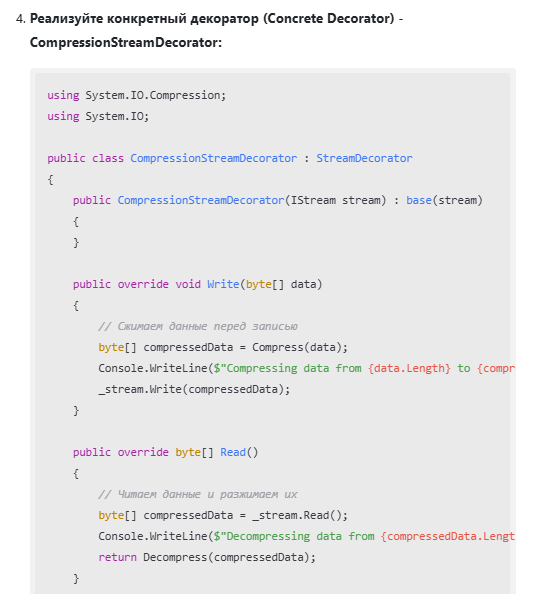 4. Реализуйте конкретный декоратор (Concrete Decorator) -
CompressionStreamDecorator:
using System.IO.Compression;
using System.IO;
public class CompressionStreamDecorator : StreamDecorator
{
    public CompressionStreamDecorator(IStream stream) : base(stream)
    {
    }
    public override void Write(byte[] data)
    {
        // Сжимаем данные перед записью
        byte[] compressedData = Compress(data);
        Console.WriteLine($"Compressing data from {data.Length} to {compr
        _stream.Write(compressedData);
    }
    public override byte[] Read()
    {
        // Читаем данные и разжимаем их
        byte[] compressedData = _stream.Read();
        Console.WriteLine($"Decompressing data from {compressedData.Lengt
        return Decompress(compressedData);
    }